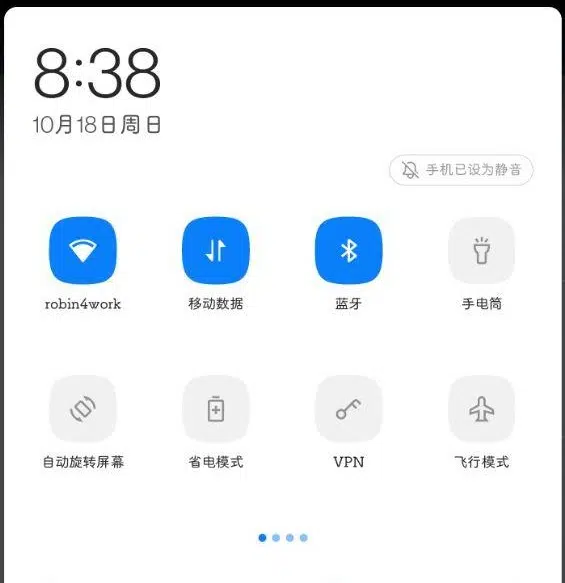 8:38
10月18日周日
手机已设为静音
robin4work
移动数据
蓝牙
手电筒
自动旋转屏幕
省电模式
VPN
飞行模式